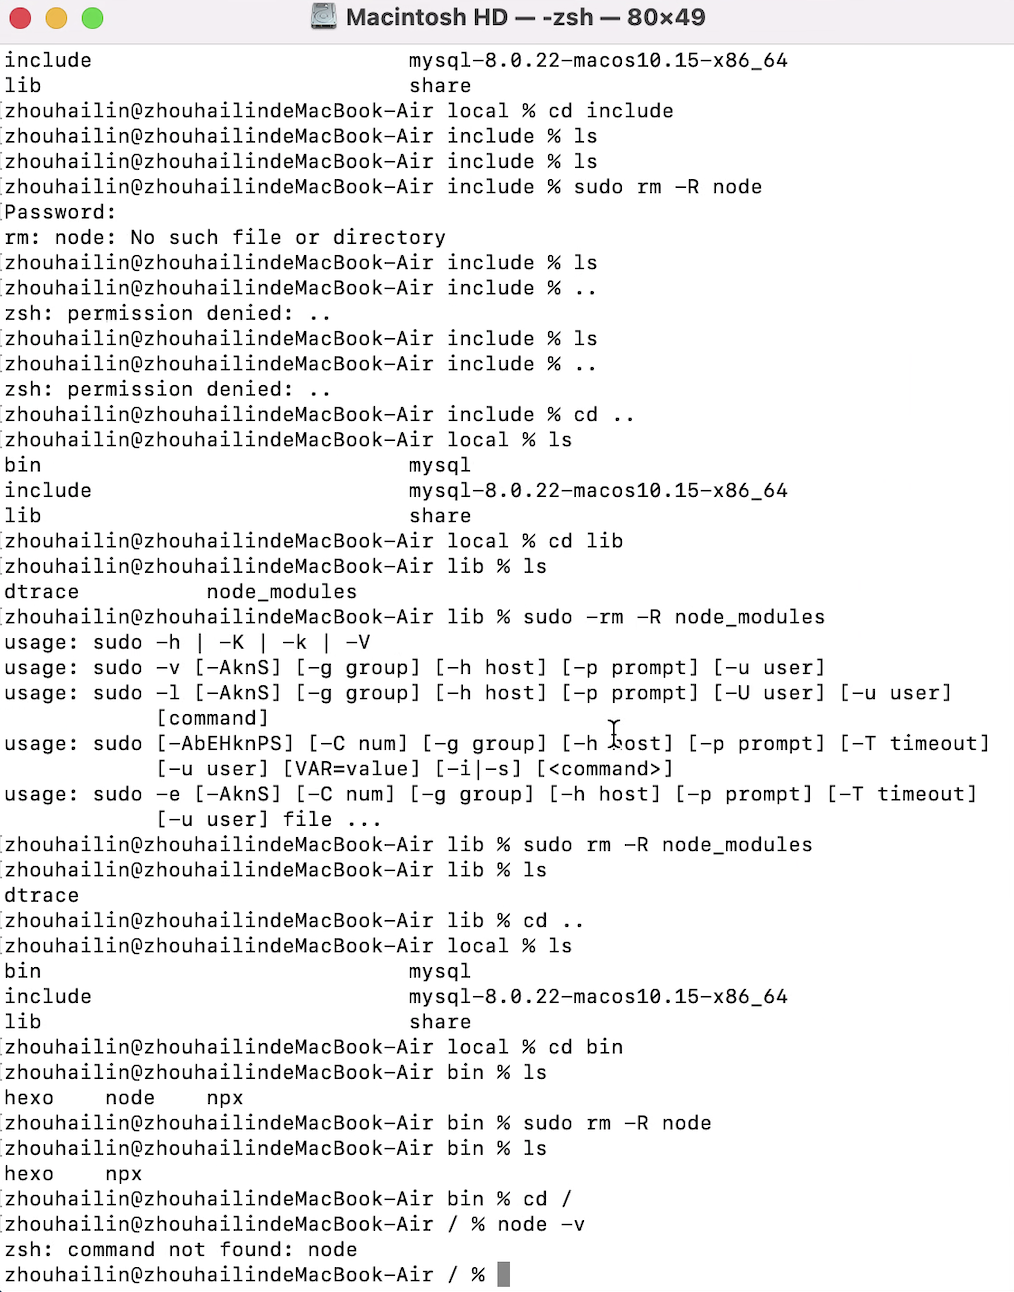 Macintosh HD — -zsh — 80×49
include                         mysql-8.0.22-macos10.15-x86_64
lib                             share
zhouhailin@zhouhailindeMacBook-Air local % cd include
zhouhailin@zhouhailindeMacBook-Air include % ls
zhouhailin@zhouhailindeMacBook-Air include % ls
zhouhailin@zhouhailindeMacBook-Air include % sudo rm -R node
Password:
rm: node: No such file or directory
zhouhailin@zhouhailindeMacBook-Air include % ls
zhouhailin@zhouhailindeMacBook-Air include % ..
zsh: permission denied: ..
zhouhailin@zhouhailindeMacBook-Air include % ls
zhouhailin@zhouhailindeMacBook-Air include % ..
zsh: permission denied: ..
zhouhailin@zhouhailindeMacBook-Air include % cd ..
zhouhailin@zhouhailindeMacBook-Air local % ls
bin                             mysql
include                         mysql-8.0.22-macos10.15-x86_64
lib                             share
zhouhailin@zhouhailindeMacBook-Air local % cd lib
zhouhailin@zhouhailindeMacBook-Air lib % ls
dtrace          node_modules
zhouhailin@zhouhailindeMacBook-Air lib % sudo -rm -R node_modules
usage: sudo -h | -K | -k | -V
usage: sudo -v [-AknS] [-g group] [-h host] [-p prompt] [-u user]
usage: sudo -l [-AknS] [-g group] [-h host] [-p prompt] [-U user] [-u user]
            [command]
usage: sudo [-AbEHknPS] [-C num] [-g group] [-h host] [-p prompt] [-T timeout]
            [-u user] [VAR=value] [-i|-s] [<command>]
usage: sudo -e [-AknS] [-C num] [-g group] [-h host] [-p prompt] [-T timeout]
            [-u user] file ...
zhouhailin@zhouhailindeMacBook-Air lib % sudo rm -R node_modules
zhouhailin@zhouhailindeMacBook-Air lib % ls
dtrace
zhouhailin@zhouhailindeMacBook-Air lib % cd ..
zhouhailin@zhouhailindeMacBook-Air local % ls
bin                             mysql
include                         mysql-8.0.22-macos10.15-x86_64
lib                             share
zhouhailin@zhouhailindeMacBook-Air local % cd bin
zhouhailin@zhouhailindeMacBook-Air bin % ls
hexo    node    npx
zhouhailin@zhouhailindeMacBook-Air bin % sudo rm -R node
zhouhailin@zhouhailindeMacBook-Air bin % ls
hexo    npx
zhouhailin@zhouhailindeMacBook-Air bin % cd /
zhouhailin@zhouhailindeMacBook-Air / % node -v
zsh: command not found: node
zhouhailin@zhouhailindeMacBook-Air / %